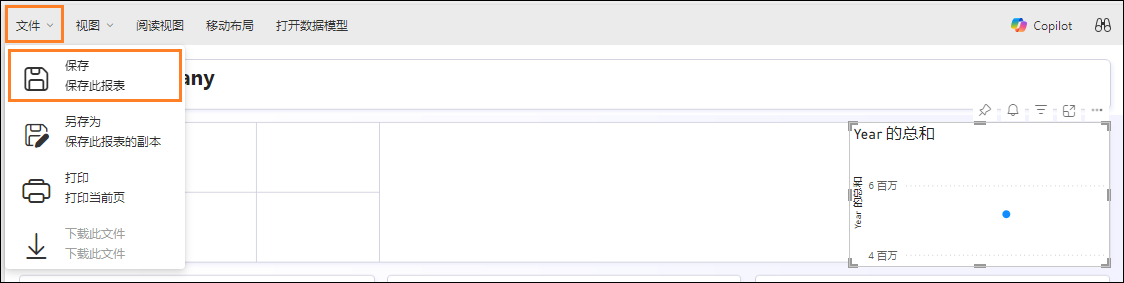 文件 视图 阅读视图 移动布局 打开数据模型 Copilot
保存
保存此报表
any
另存为
保存此报表的副本
打印
打印当前页
下载此文件
下载此文件
Year 的总和
Year 的总和
6 百万
4 百万